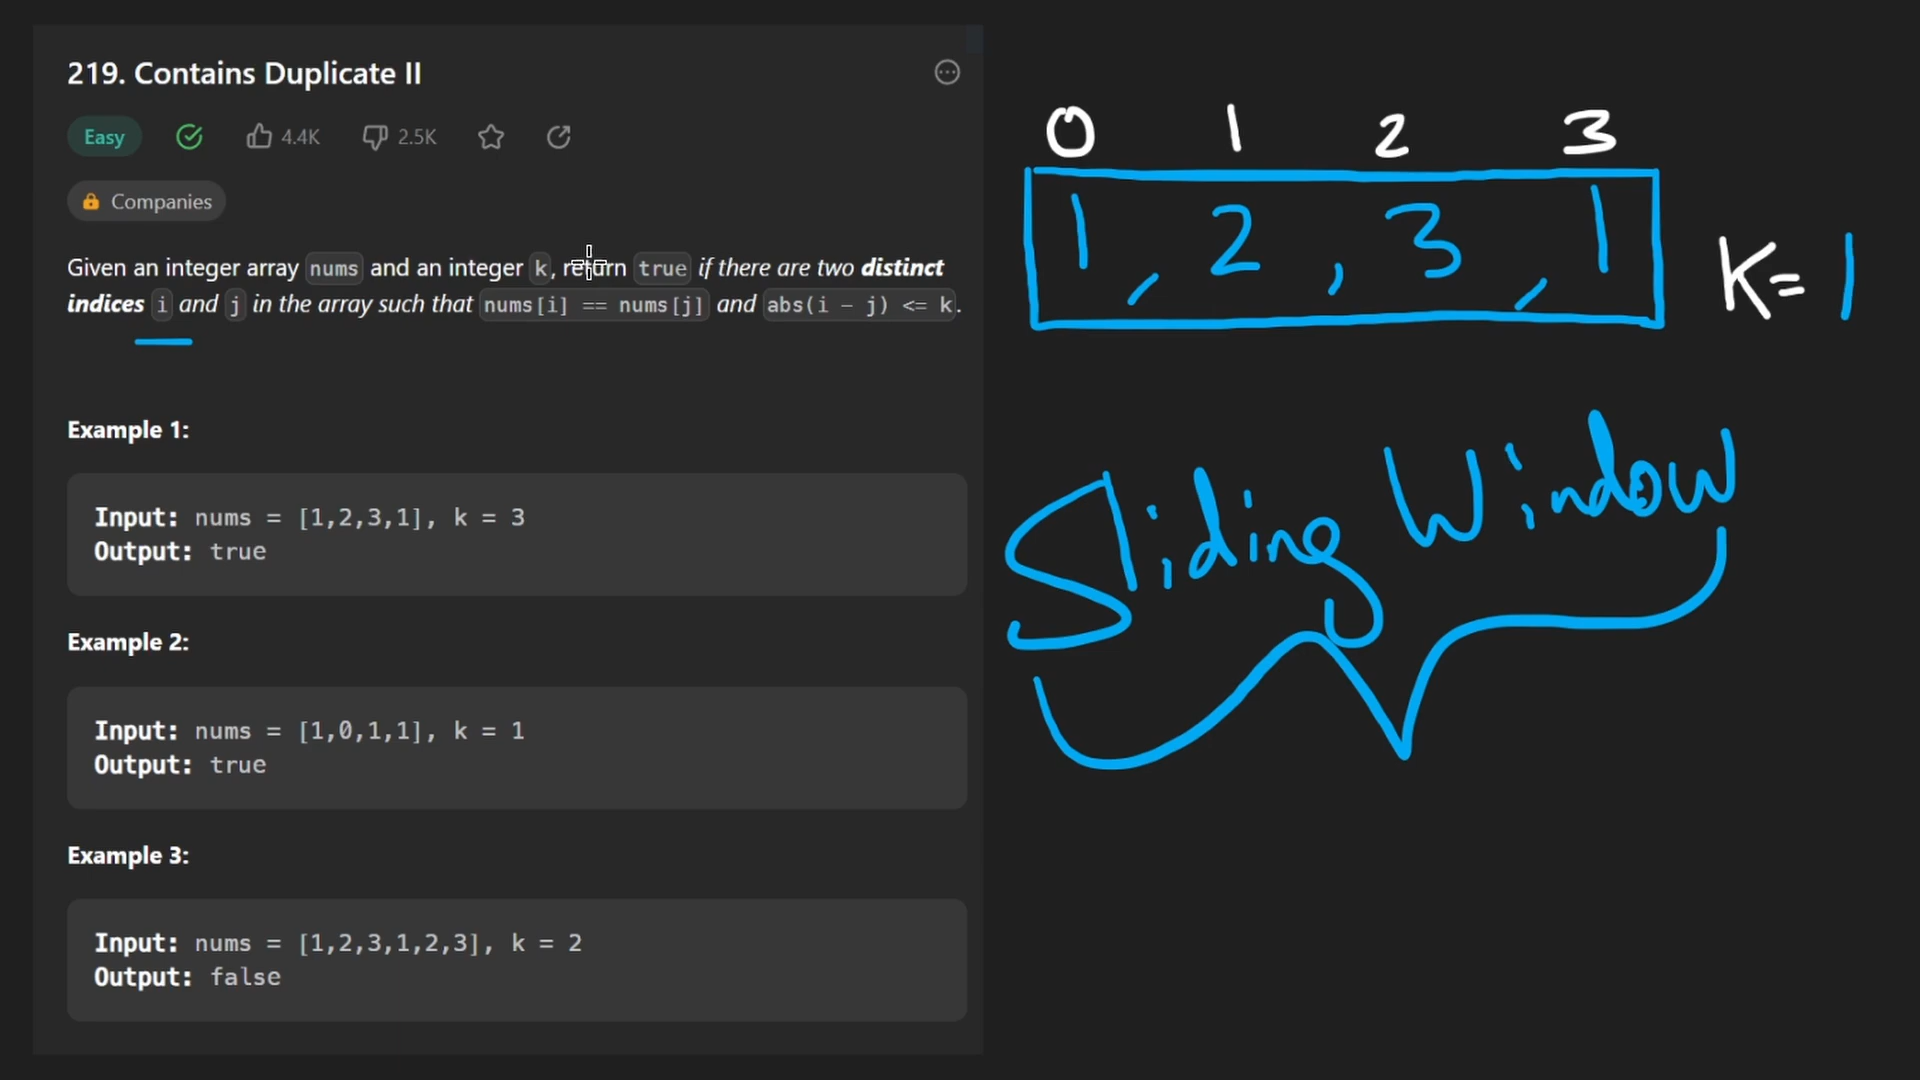 219. Contains Duplicate II
Easy 4.4K 2.5K
Companies
Given an integer array nums and an integer k, return true if there are two distinct
indices i and j in the array such that nums[i] == nums[j] and abs(i - j) <= k.
Example 1:
Input: nums = [1,2,3,1], k = 3
Output: true
Example 2:
Input: nums = [1,0,1,1], k = 1
Output: true
Example 3:
Input: nums = [1,2,3,1,2,3], k = 2
Output: false
0 1 2 3
1, 2, 3, 1
K= 1
Sliding Window